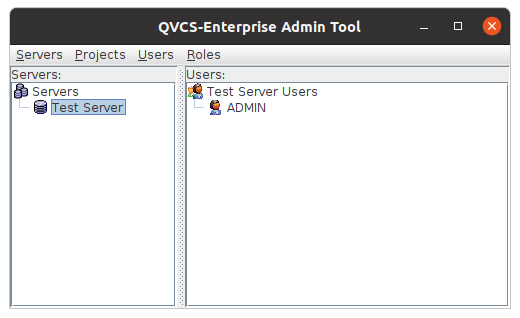 QVCS-Enterprise Admin Tool
Servers Projects Users Roles
Servers:
Servers
Test Server
Users:
Test Server Users
ADMIN